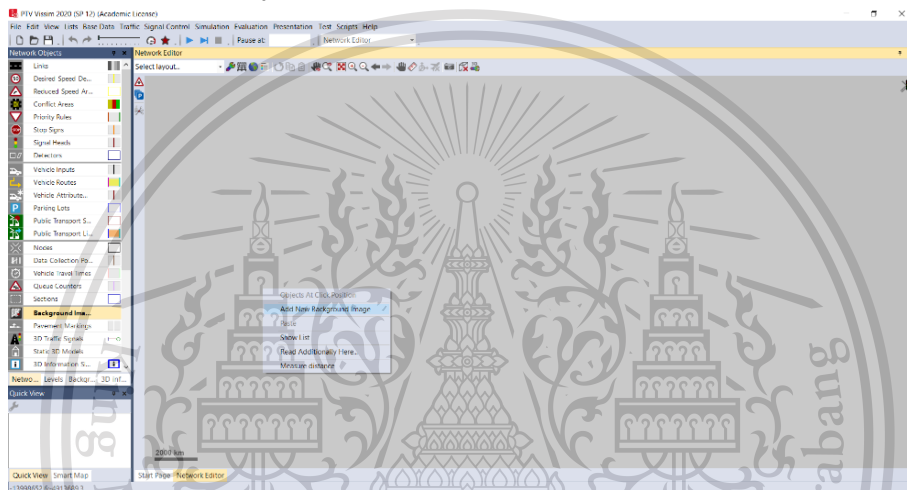 PTV Vissim 2020 (SP 12) (Academic License)
File Edit View Lists Base Data Traffic Signal Control Simulation Evaluation Presentation Test Scripts Help
Pause at: Network Editor
Network Objects
Network Editor
Select layout...
Links
Desired Speed De...
Reduced Speed Ar...
Conflict Areas
Priority Rules
Stop Signs
Signal Heads
Detectors
Vehicle Inputs
Vehicle Routes
Vehicle Attribute...
Parking Lots
Public Transport S...
Public Transport Li...
Nodes
Data Collection Po...
Vehicle Travel Times
Queue Counters
Sections
Background Ima...
Pavement Markings
3D Traffic Signals
Static 3D Models
3D Information S...
Netwo... Levels Backgr... 3D Inf...
Quick View
Objects At Click Position
Add New Background Image
Paste
Show List
Read Additionally Here...
Measure distance
2000 km
Quick View Smart Map
Start Page Network Editor